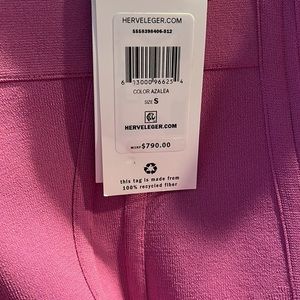 HERVELEGER.COM
5558398406-512
6 13000 96625 4
COLOR AZALEA
SIZE S
HERVELEGER.COM
MSRP $790.00
this tag is made from
100% recycled fiber